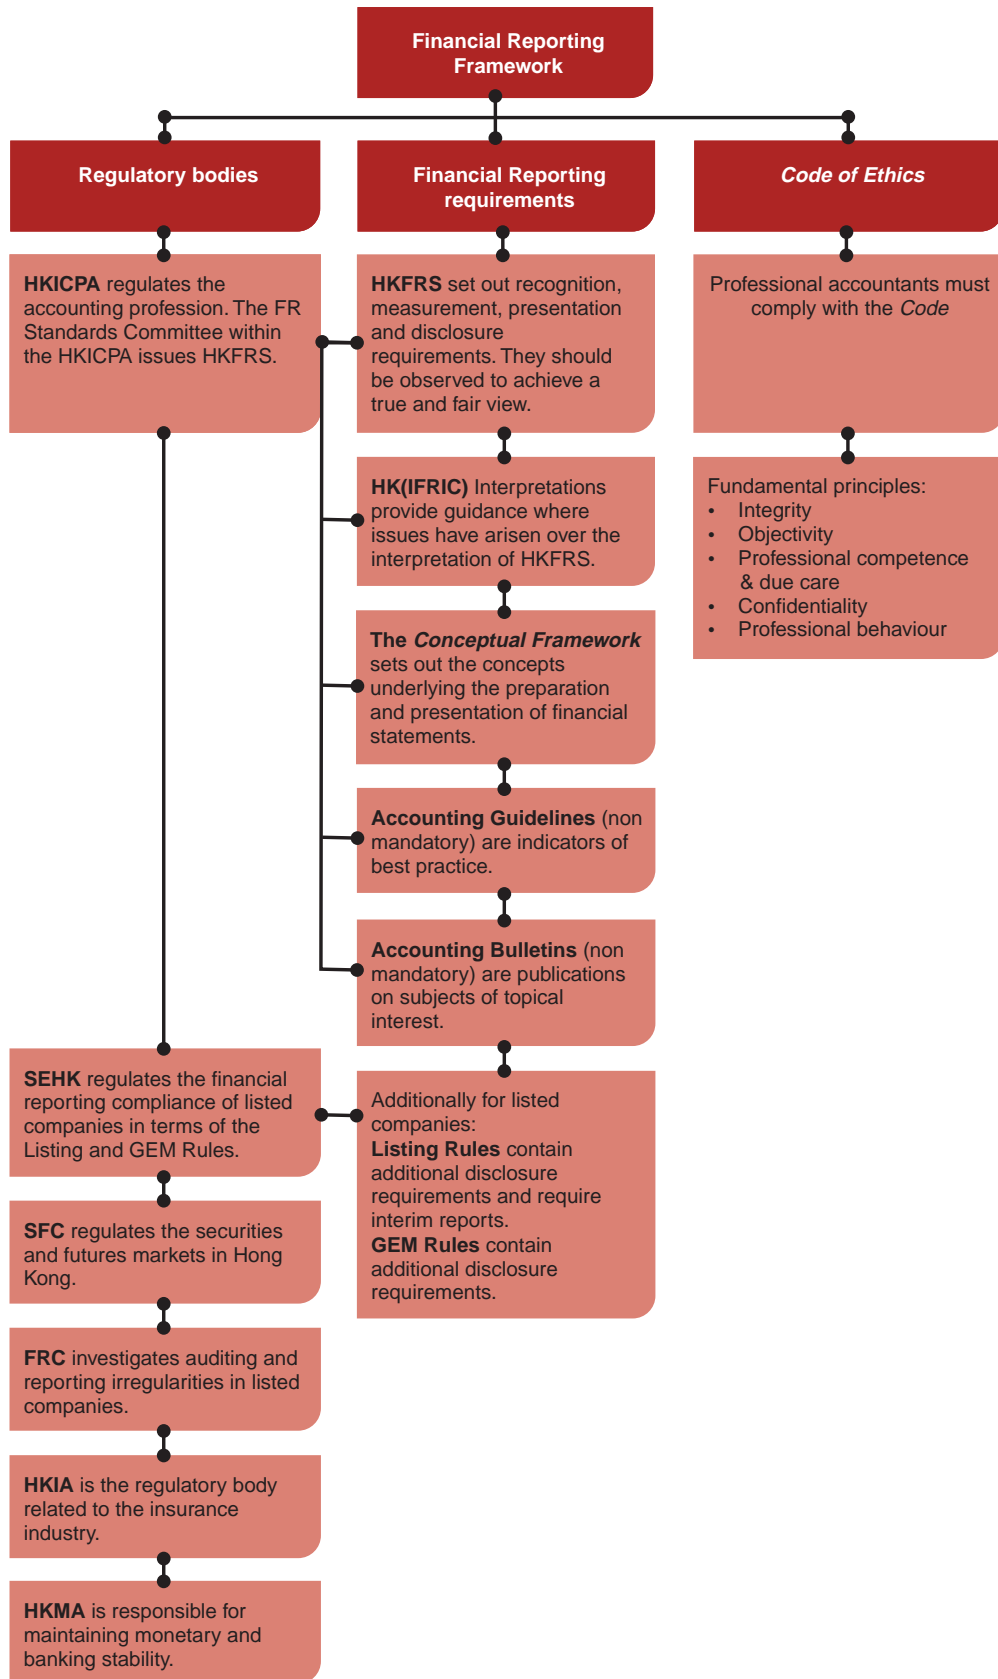 Financial Reporting
Framework
Regulatory bodies
HKICPA regulates the
accounting profession. The FR
Standards Committee within
the HKICPA issues HKFRS.
SEHK regulates the financial
reporting compliance of listed
companies in terms of the
Listing and GEM Rules.
SFC regulates the securities
and futures markets in Hong
Kong.
FRC investigates auditing and
reporting irregularities in listed
companies.
HKIA is the regulatory body
related to the insurance
industry.
HKMA is responsible for
maintaining monetary and
banking stability.
Financial Reporting
requirements
HKFRS set out recognition,
measurement, presentation
and disclosure
requirements. They should
be observed to achieve a
true and fair view.
HK(IFRIC) Interpretations
provide guidance where
issues have arisen over the
interpretation of HKFRS.
The Conceptual Framework
sets out the concepts
underlying the preparation
and presentation of financial
statements.
Accounting Guidelines (non
mandatory) are indicators of
best practice.
Accounting Bulletins (non
mandatory) are publications
on subjects of topical
interest.
Additionally for listed
companies:
Listing Rules contain
additional disclosure
requirements and require
interim reports.
GEM Rules contain
additional disclosure
requirements.
Code of Ethics
Professional accountants must
comply with the Code
Fundamental principles:
• Integrity
• Objectivity
• Professional competence
& due care
• Confidentiality
• Professional behaviour